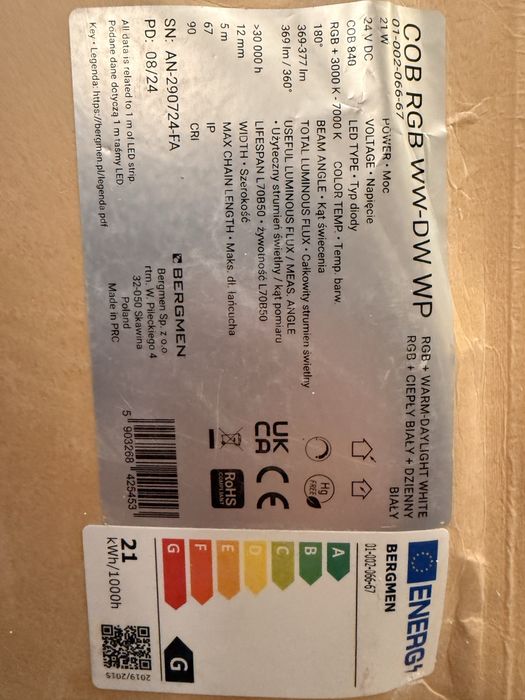 COB RGB WW-DW WP
01-002-066-67
RGB + WARM-DAYLIGHT WHITE
RGB + CIEPŁY BIAŁY + DZIENNY
BIAŁY
21 W POWER • Moc
24 V DC VOLTAGE • Napięcie
COB 840 LED TYPE • Typ diody
RGB + 3000 K - 7000 K COLOR TEMP. • Temp. barw.
180° BEAM ANGLE • Kąt świecenia
369-377 lm TOTAL LUMINOUS FLUX • Całkowity strumień świetlny
369 lm / 360° USEFUL LUMINOUS FLUX / MEAS. ANGLE
• Użyteczny strumień świetlny / kąt pomiaru
>30 000 h LIFESPAN L70B50 • żywotność L70B50
12 mm WIDTH • Szerokość
5 m MAX CHAIN LENGTH • Maks. dł. łańcucha
67 IP
90 CRI
SN: AN-290724-FA
PD: 08/24
All data is related to 1 m of LED strip
Podane dane dotyczą 1 m taśmy LED
Key • Legenda: https://bergmen.pl/legenda.pdf
BERGMEN
Bergmen Sp. z o.o
rtm. W. Pileckiego 4
32-050 Skawina
Poland
Made in PRC
Hg
FREE
UK
CA
CE
RoHS
COMPLIANT
5 903268 425453
ENERG
BERGMEN
01-002-066-67
A
B
C
D
E
F
G
G
21
kWh/1000h
2019/2015